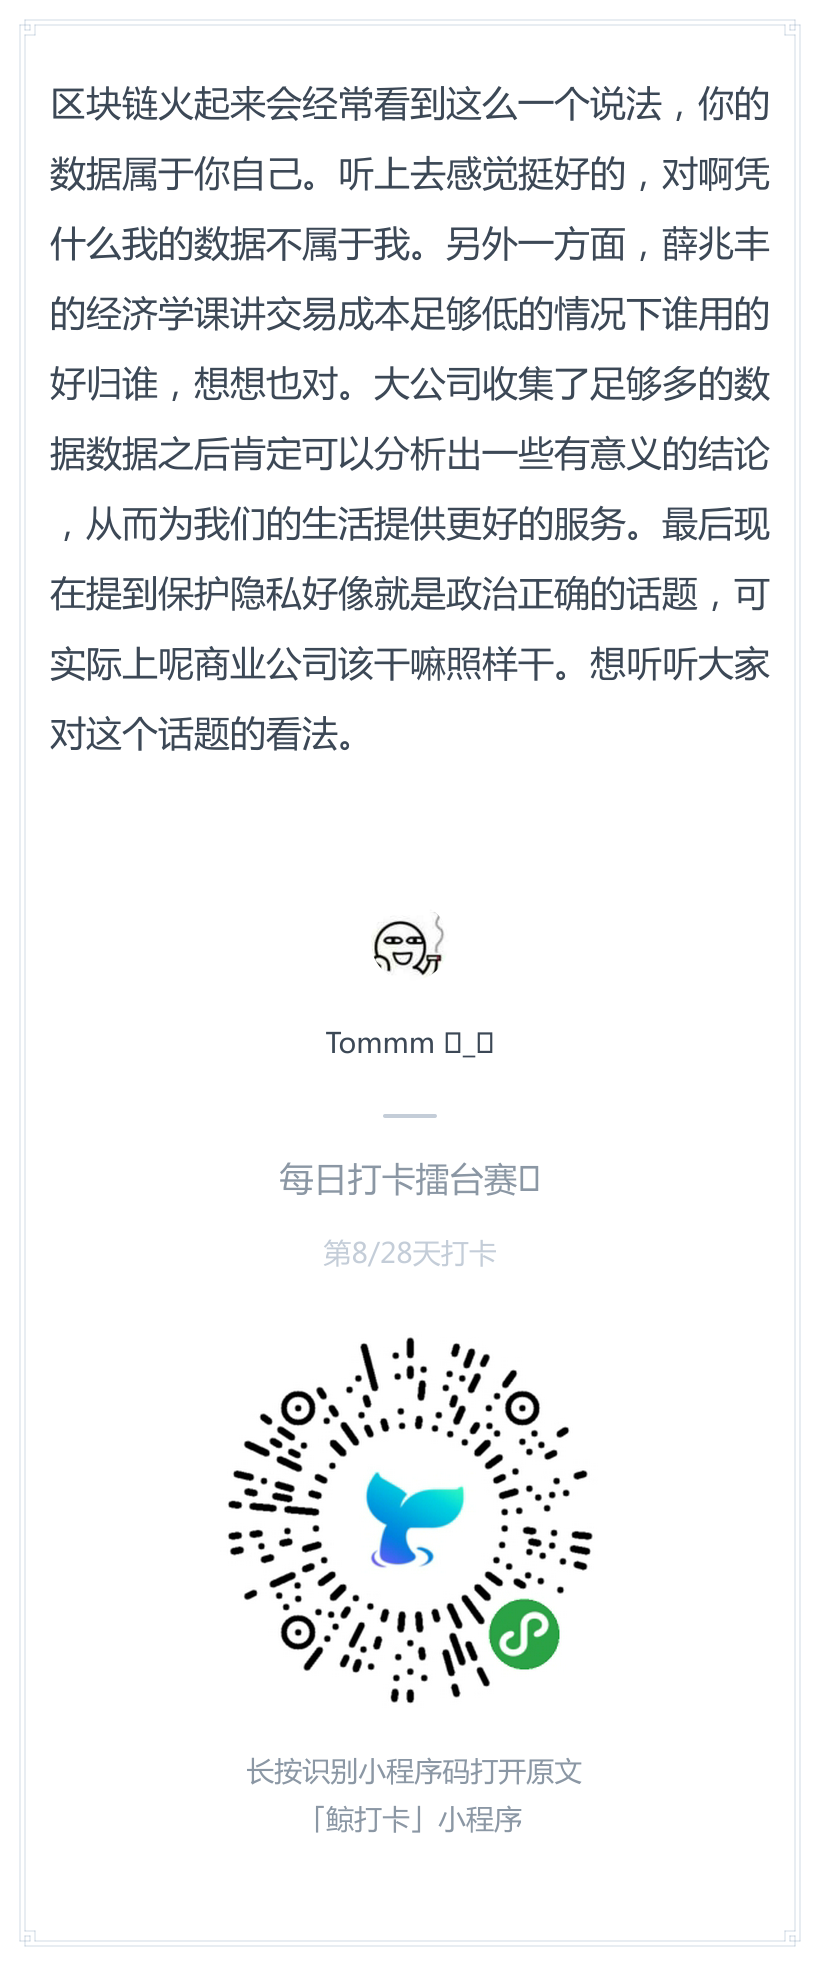 区块链火起来会经常看到这么一个说法，你的
数据属于你自己。听上去感觉挺好的，对啊凭
什么我的数据不属于我。另外一方面，薛兆丰
的经济学课讲交易成本足够低的情况下谁用的
好归谁，想想也对。大公司收集了足够多的数
据数据之后肯定可以分析出一些有意义的结论
，从而为我们的生活提供更好的服务。最后现
在提到保护隐私好像就是政治正确的话题，可
实际上呢商业公司该干嘛照样干。想听听大家
对这个话题的看法。
Tommm 𖠌_𖠌
每日打卡擂台赛
第8/28天打卡
长按识别小程序码打开原文
「鲸打卡」小程序